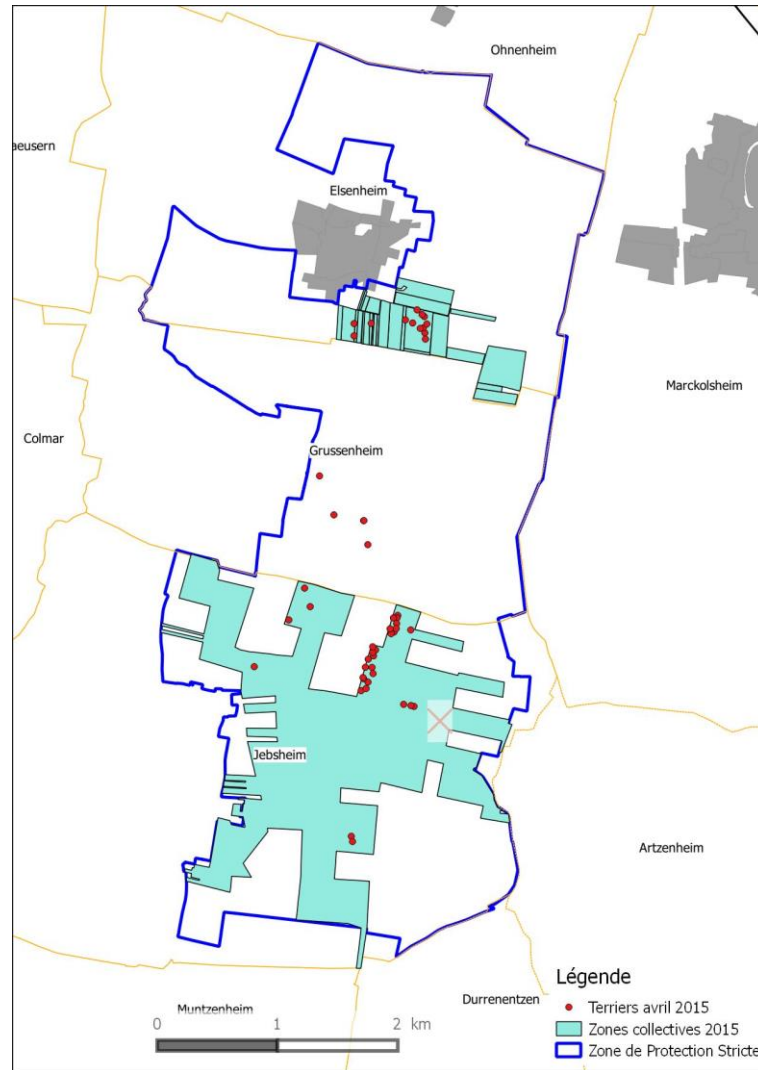 Ohnenheim
aeusern
Elsenheim
Marckolsheim
Colmar
Grussenheim
Jebsheim
Artzenheim
Légende
Terriers avril 2015
Durrenentzen
Zones collectives 2015
Muntzenheim
Zone de Protection Stricte
0 1 2 km